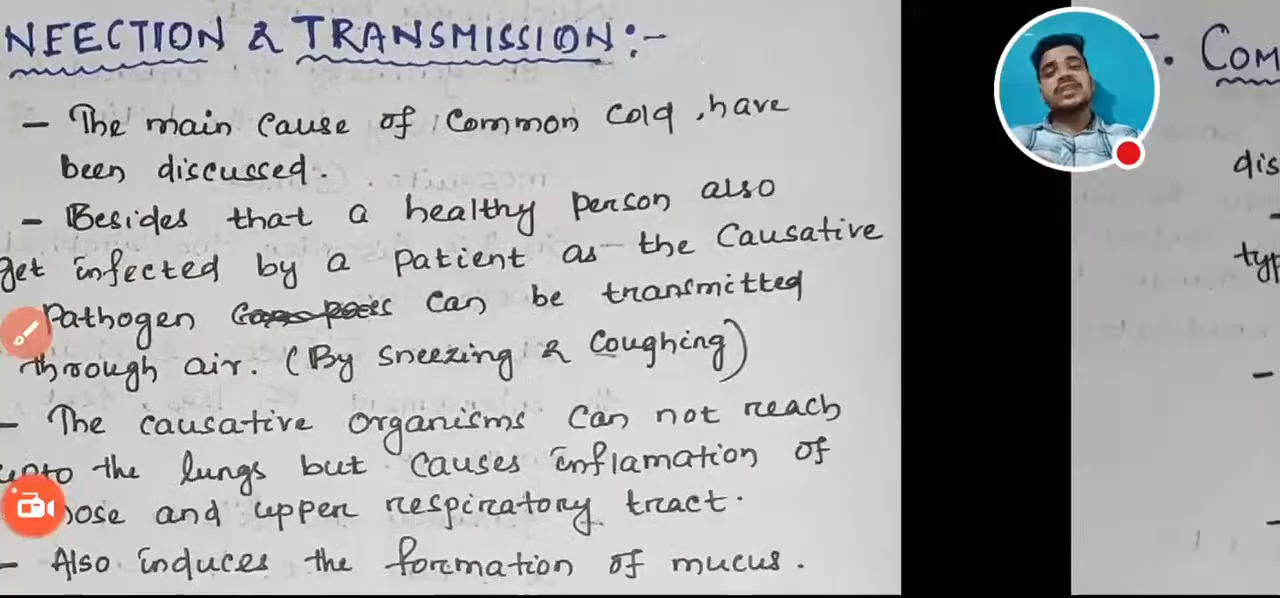 NFECTION & TRANSMISSION :-
- The main cause of common cold, have
been discussed.
- Besides that a healthy person also
get infected by a patient as the causative
Pathogen can be transmitted
through air. (By sneezing & coughing)
- The causative organisms can not reach
upto the lungs but causes inflamation of
nose and upper respiratory tract.
- Also induces the formation of mucus.
. COM
dis
typ